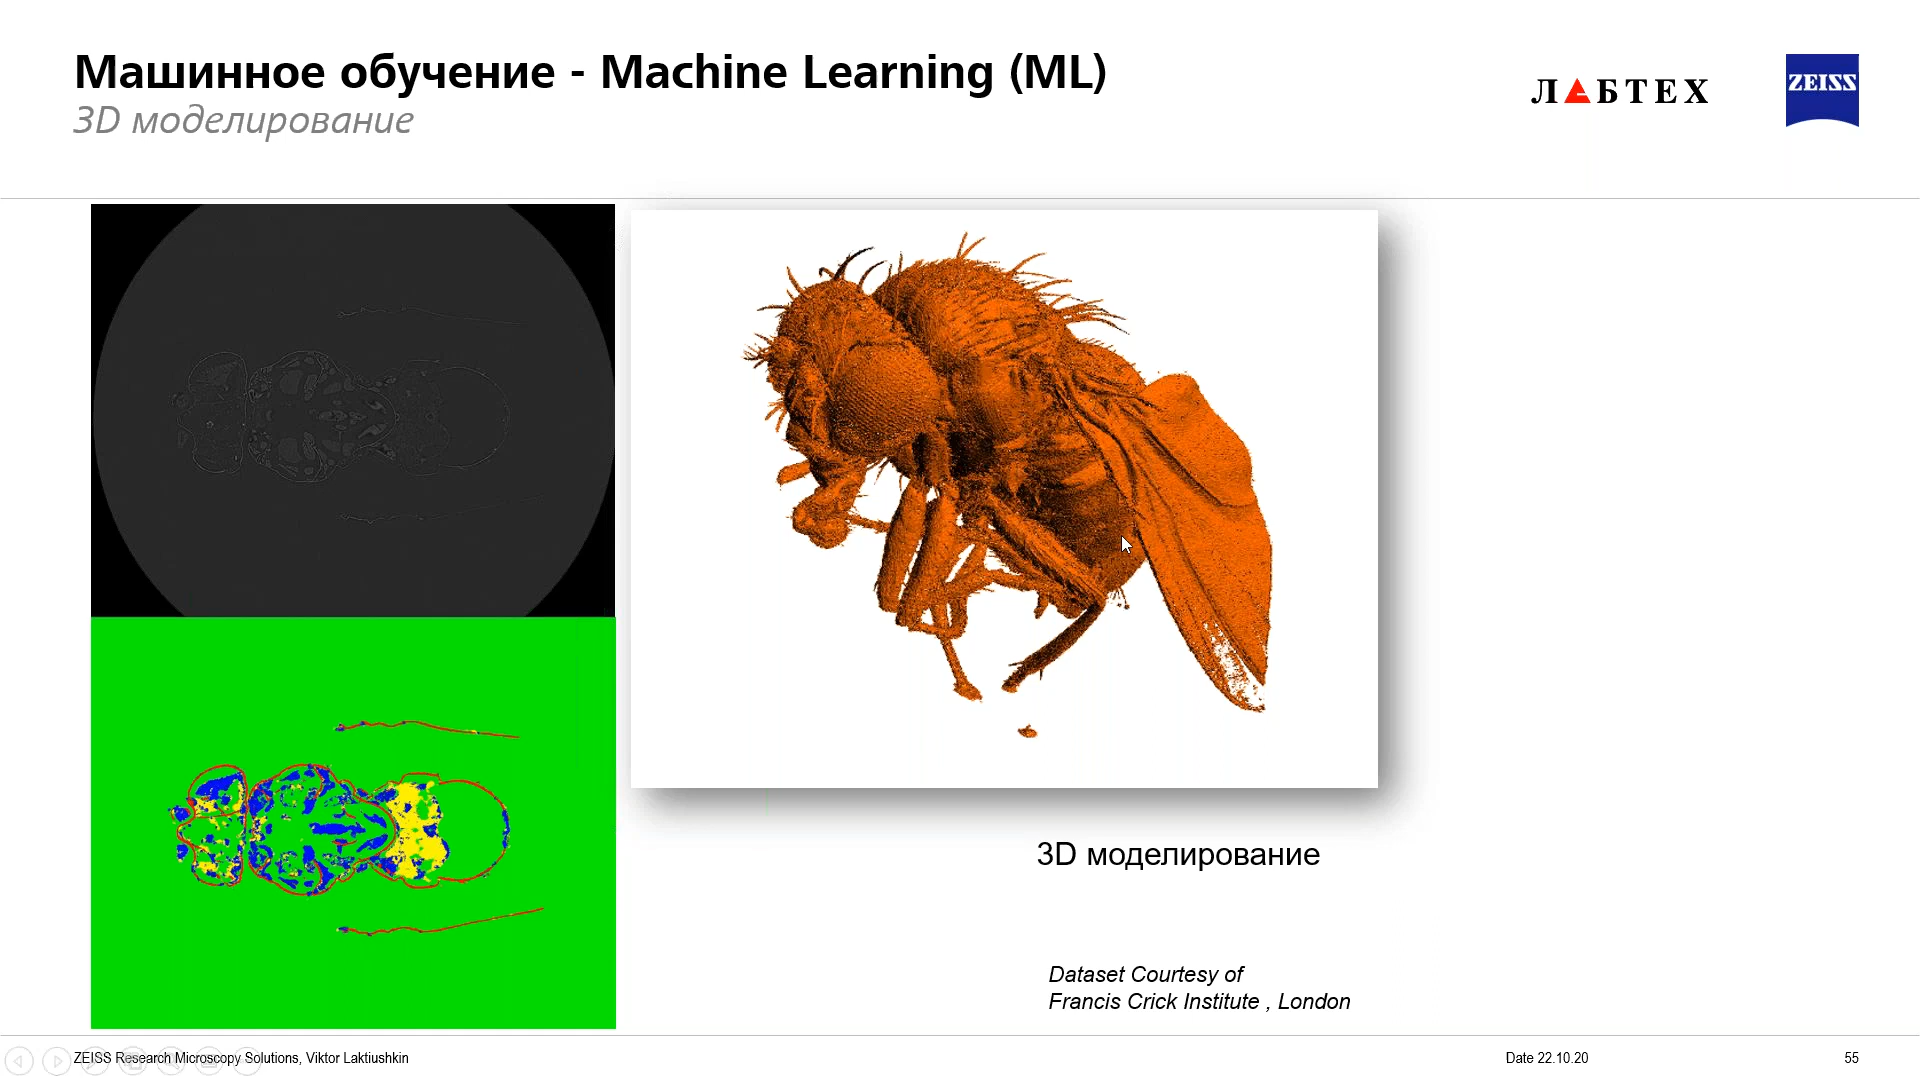 Машинное обучение - Machine Learning (ML)
3D моделирование
ЛАБТЕХ
ZEISS
3D моделирование
Dataset Courtesy of
Francis Crick Institute , London
ZEISS Research Microscopy Solutions, Viktor Laktiushkin
Date 22.10.20
55